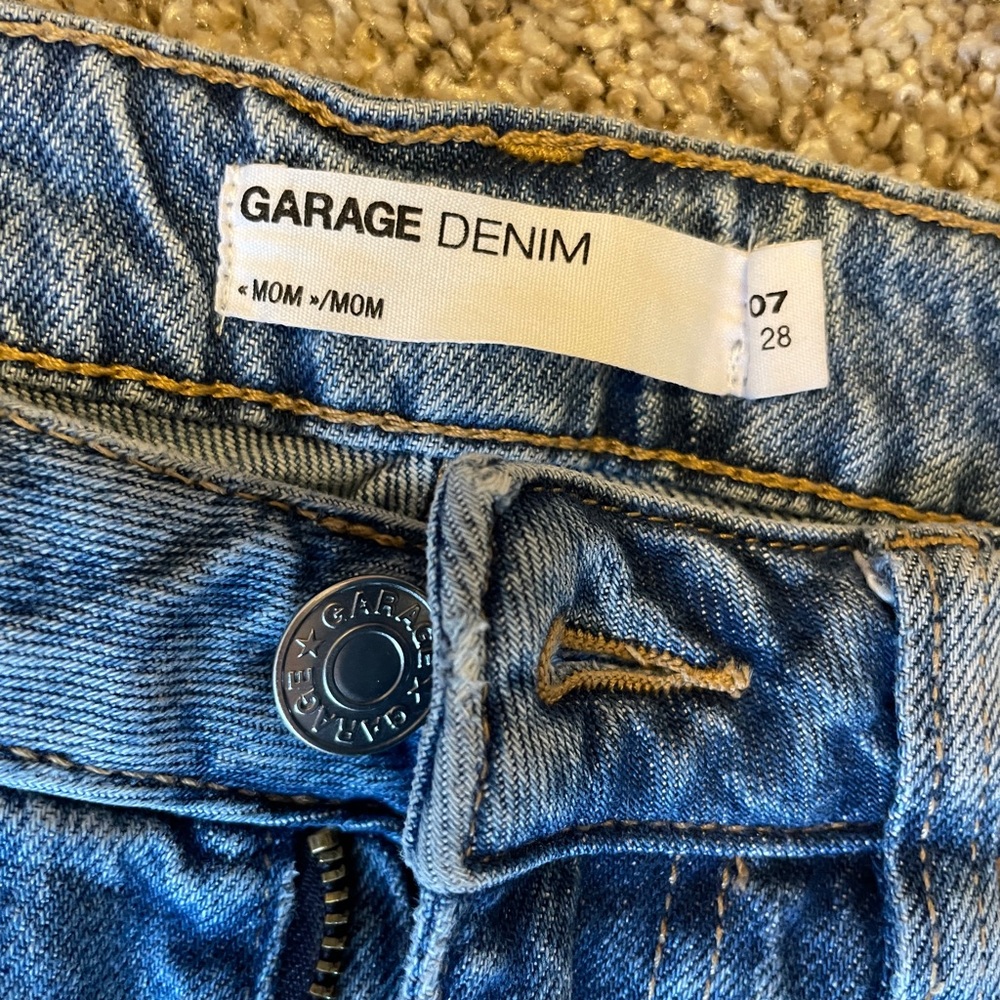 GARAGE DENIM
« MOM »/MOM
07
28
GARAGE ★ GARAGE ★